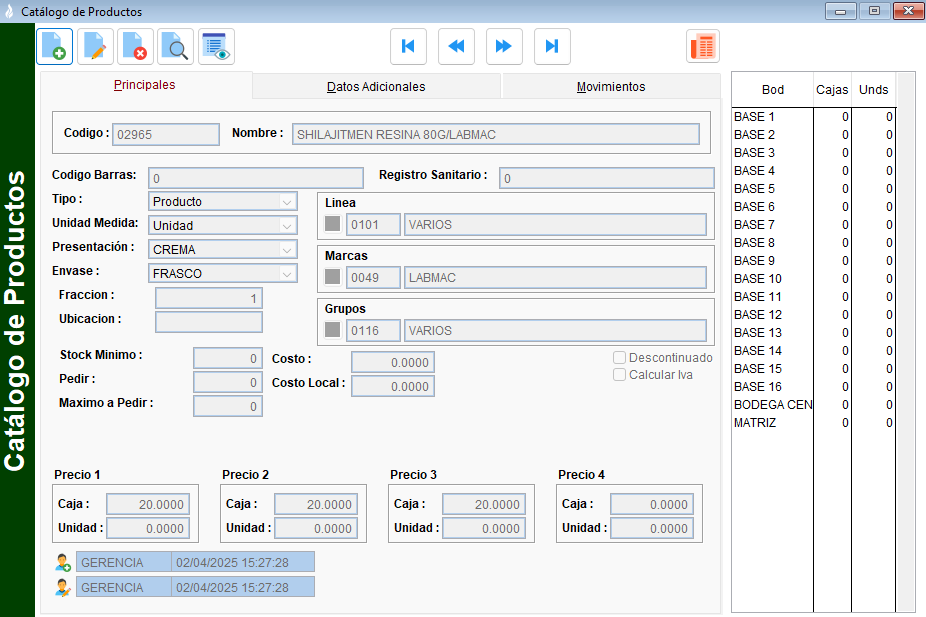 Catálogo de Productos
Catálogo de Productos
Principales
Datos Adicionales
Movimientos
Codigo : 02965 Nombre : SHILAJITMEN RESINA 80G/LABMAC
Codigo Barras: 0 Registro Sanitario : 0
Tipo : Producto
Unidad Medida: Unidad
Presentación : CREMA
Envase : FRASCO
Fraccion : 1
Ubicacion :
Linea
0101 VARIOS
Marcas
0049 LABMAC
Grupos
0116 VARIOS
Stock Minimo : 0 Costo : 0.0000
Pedir : 0 Costo Local : 0.0000
Maximo a Pedir : 0
Descontinuado
Calcular Iva
Precio 1
Caja : 20.0000
Unidad : 0.0000
Precio 2
Caja : 20.0000
Unidad : 0.0000
Precio 3
Caja : 20.0000
Unidad : 0.0000
Precio 4
Caja : 0.0000
Unidad : 0.0000
GERENCIA 02/04/2025 15:27:28
GERENCIA 02/04/2025 15:27:28
Bod Cajas Unds
BASE 1 0 0
BASE 2 0 0
BASE 3 0 0
BASE 4 0 0
BASE 5 0 0
BASE 6 0 0
BASE 7 0 0
BASE 8 0 0
BASE 9 0 0
BASE 10 0 0
BASE 11 0 0
BASE 12 0 0
BASE 13 0 0
BASE 14 0 0
BASE 15 0 0
BASE 16 0 0
BODEGA CEN 0 0
MATRIZ 0 0